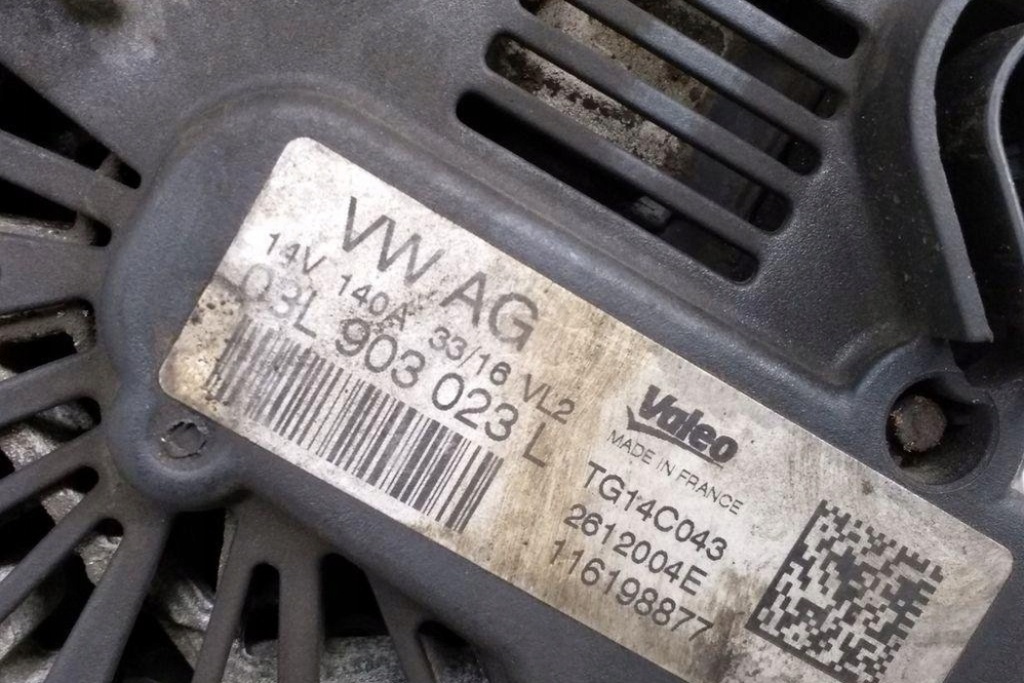 VW AG
14V 140A 33/16 VL2
03L 903 023 L
Valeo
MADE IN FRANCE
TG14C043
2612004E
116198877